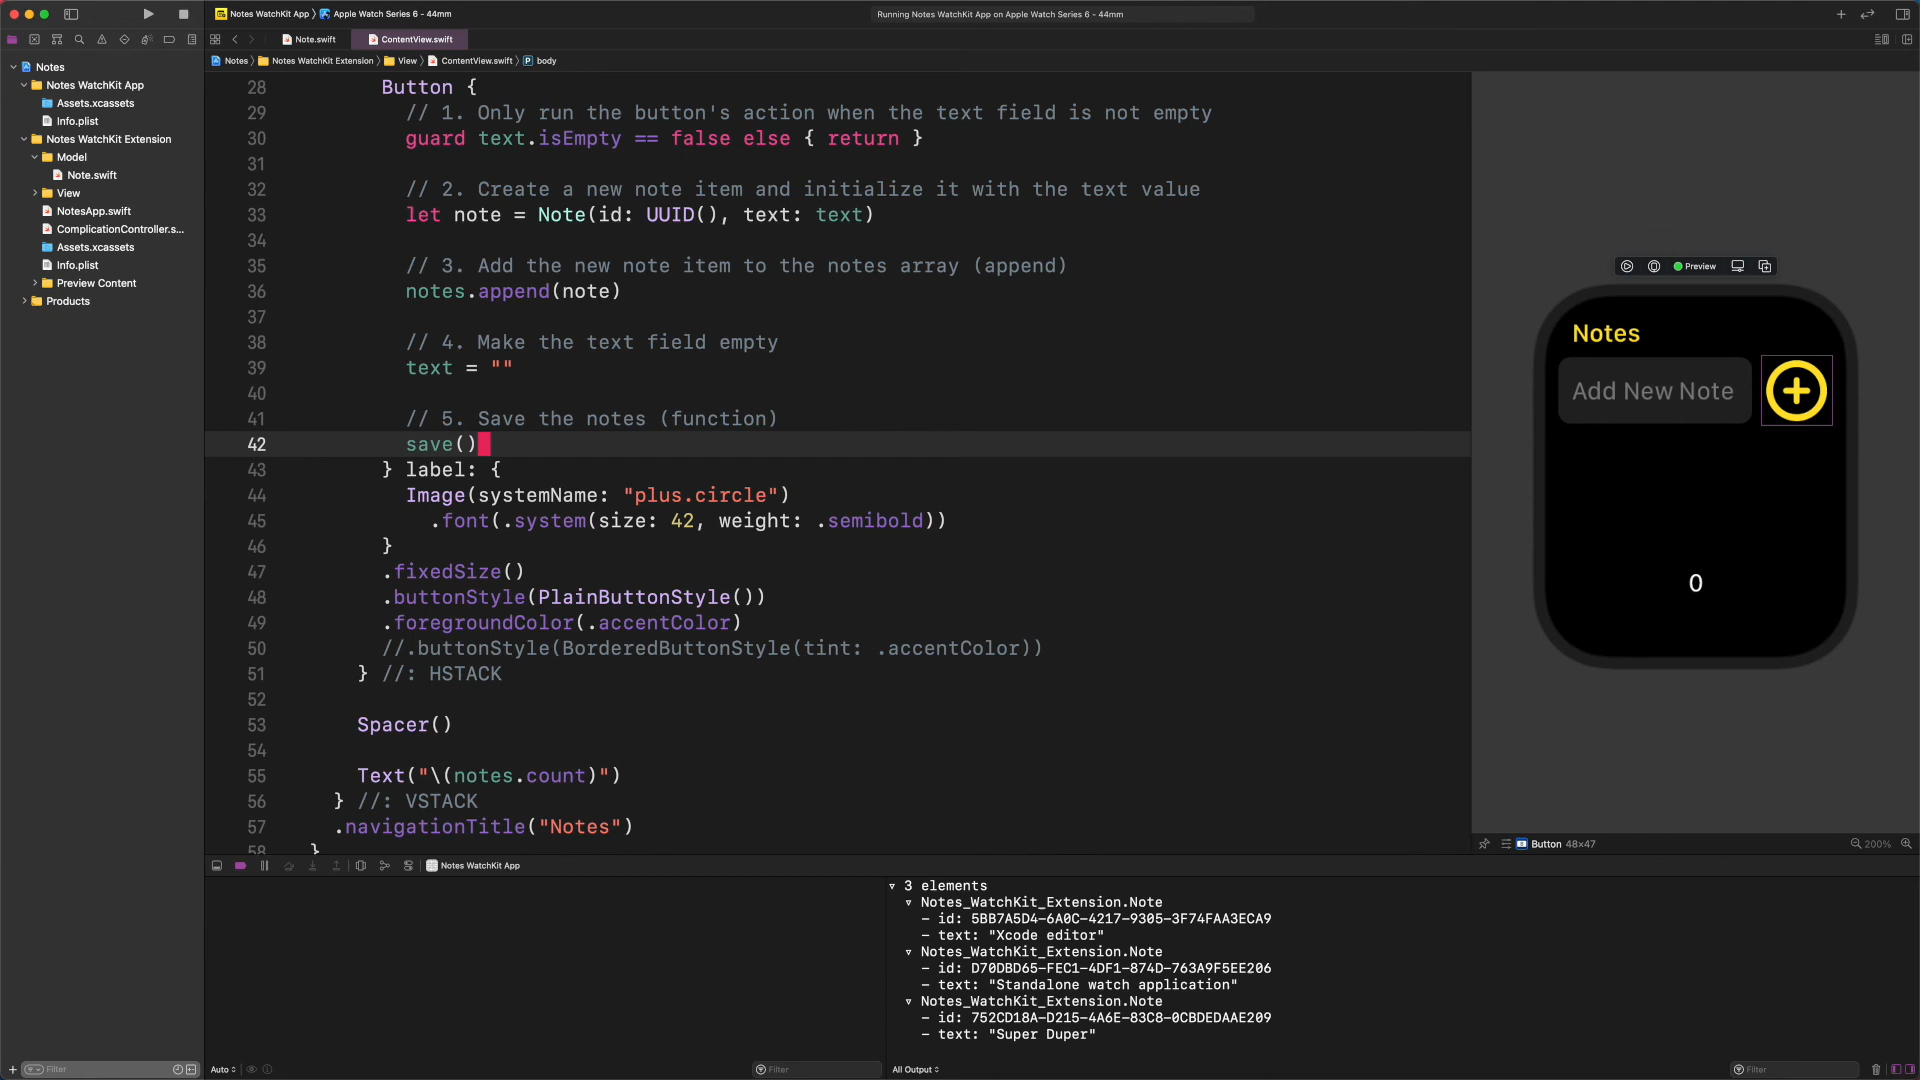 Notes WatchKit App
Apple Watch Series 6 - 44mm
Running Notes WatchKit App on Apple Watch Series 6 - 44mm
Note.swift
ContentView.swift
Notes
Notes WatchKit Extension
View
ContentView.swift
P
body
Notes
Notes WatchKit App
Assets.xcassets
Info.plist
Notes WatchKit Extension
Model
Note.swift
View
NotesApp.swift
ComplicationController.s...
Assets.xcassets
Info.plist
Preview Content
Products
28 Button {
29 // 1. Only run the button's action when the text field is not empty
30 guard text.isEmpty == false else { return }
31
32 // 2. Create a new note item and initialize it with the text value
33 let note = Note(id: UUID(), text: text)
34
35 // 3. Add the new note item to the notes array (append)
36 notes.append(note)
37
38 // 4. Make the text field empty
39 text = ""
40
41 // 5. Save the notes (function)
42 save()
43 } label: {
44 Image(systemName: "plus.circle")
45 .font(.system(size: 42, weight: .semibold))
46 }
47 .fixedSize()
48 .buttonStyle(PlainButtonStyle())
49 .foregroundColor(.accentColor)
50 //.buttonStyle(BorderedButtonStyle(tint: .accentColor))
51 } //: HSTACK
52
53 Spacer()
54
55 Text("\(notes.count)")
56 } //: VSTACK
57 .navigationTitle("Notes")
58 }
Preview
Notes
Add New Note
0
Button 48×47
200%
Notes WatchKit App
3 elements
Notes_WatchKit_Extension.Note
- id: 5BB7A5D4-6A0C-4217-9305-3F74FAA3ECA9
- text: "Xcode editor"
Notes_WatchKit_Extension.Note
- id: D70DBD65-FEC1-4DF1-874D-763A9F5EE206
- text: "Standalone watch application"
Notes_WatchKit_Extension.Note
- id: 752CD18A-D215-4A6E-83C8-0CBDEDAAE209
- text: "Super Duper"
Filter
Auto
Filter
All Output
Filter